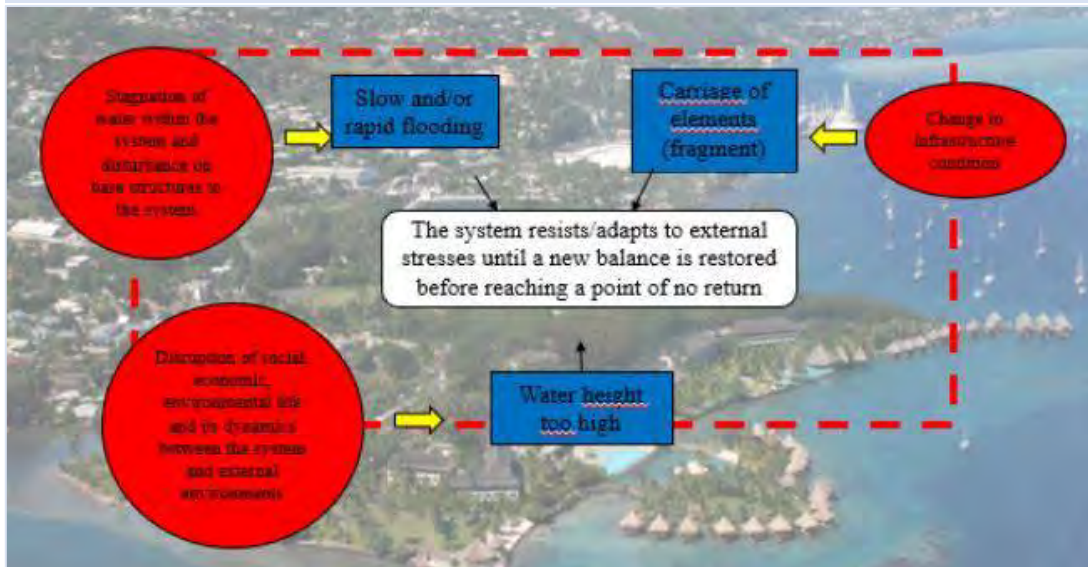 Stagnation of
water within the
system and
disturbance on
base structures to
the system.
Slow and/or
rapid flooding
Carriage of
elements
(fragment)
Change in
infrastructure
condition
The system resists/adapts to external
stresses until a new balance is restored
before reaching a point of no return
Disruption of social,
economic,
environmental life
and its dynamics
between the system
and external
environments
Water height
too high